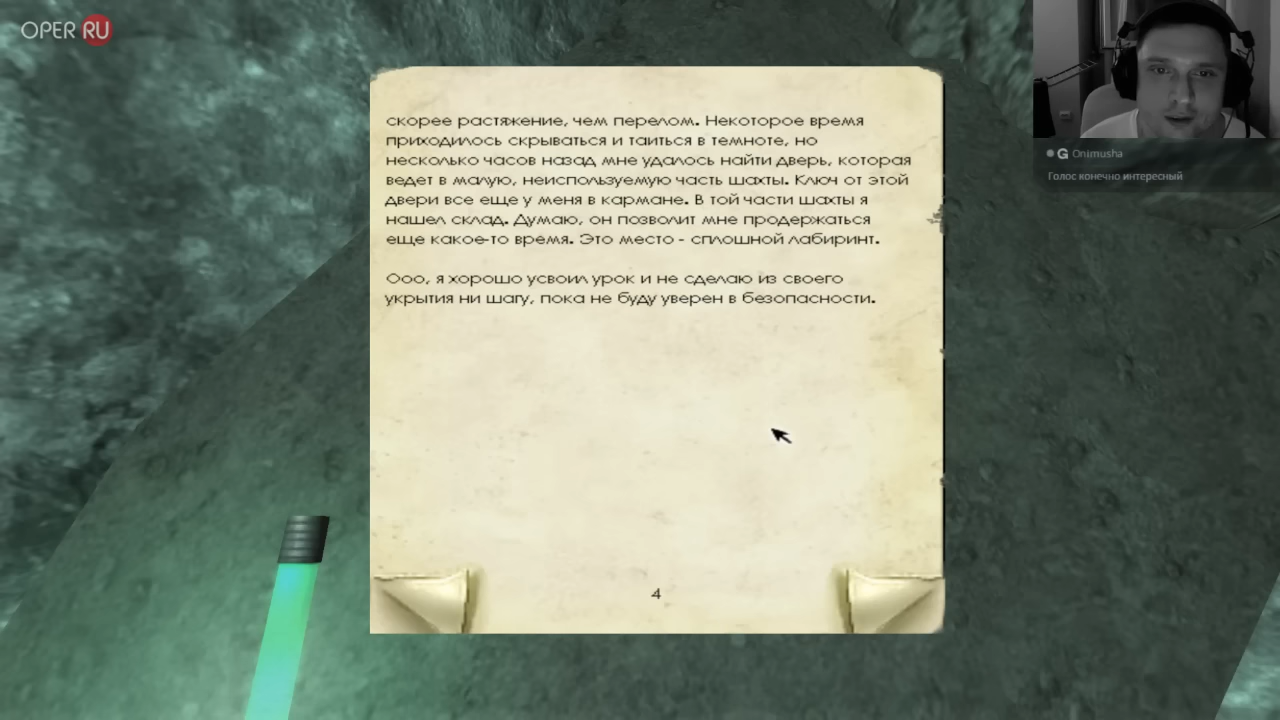 OPER RU
скорее растяжение, чем перелом. Некоторое время
приходилось скрываться и таиться в темноте, но
несколько часов назад мне удалось найти дверь, которая
ведет в малую, неиспользуемую часть шахты. Ключ от этой
двери все еще у меня в кармане. В той части шахты я
нашел склад. Думаю, он позволит мне продержаться
еще какое-то время. Это место - сплошной лабиринт.
Ооо, я хорошо усвоил урок и не сделаю из своего
укрытия ни шагу, пока не буду уверен в безопасности.
4
G Onimusha
Голос конечно интересный